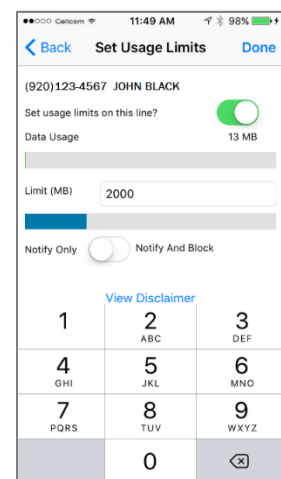 ●●○○○ Cellcom 11:49 AM 98%
Back Set Usage Limits Done
(920)123-4567 JOHN BLACK
Set usage limits on this line?
Data Usage 13 MB
Limit (MB) 2000
Notify Only Notify And Block
View Disclaimer
1 2 3
ABC DEF
4 5 6
GHI JKL MNO
7 8 9
PQRS TUV WXYZ
0